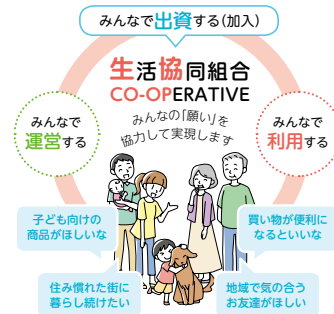 みんなで出資する(加入)
生活協同組合
CO-OPERATIVE
みんなの「願い」を
協力して実現します
みんなで
運営する
みんなで
利用する
子ども向けの
商品がほしいな
買い物が便利に
なるといいな
住み慣れた街に
暮らし続けたい
地域で気の合う
お友達がほしい